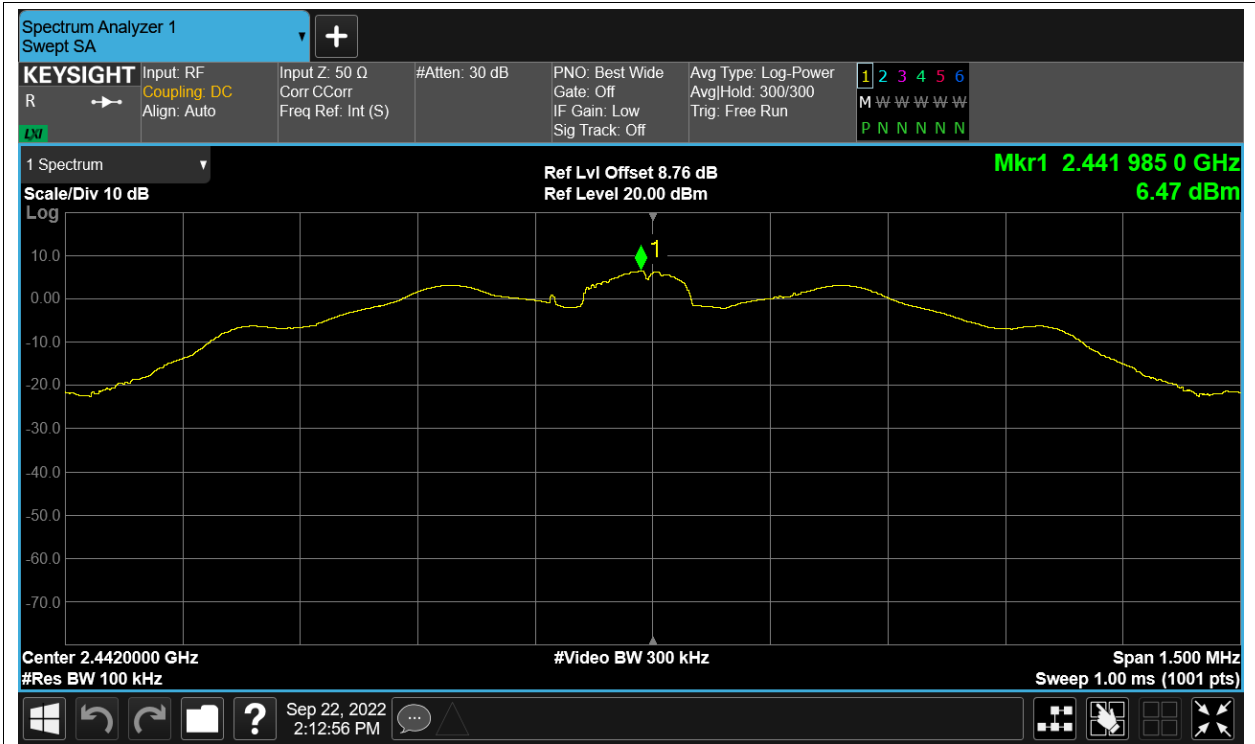 Spectrum Analyzer 1
Swept SA
KEYSIGHT
R
LXI
Input: RF
Coupling: DC
Align: Auto
Input Z: 50 Ω
Corr CCorr
Freq Ref: Int (S)
#Atten: 30 dB
PNO: Best Wide
Gate: Off
IF Gain: Low
Sig Track: Off
Avg Type: Log-Power
Avg|Hold: 300/300
Trig: Free Run
1 2 3 4 5 6
M W W W W W
P N N N N N
1 Spectrum
Scale/Div 10 dB
Log
Ref Lvl Offset 8.76 dB
Ref Level 20.00 dBm
Mkr1 2.441 985 0 GHz
6.47 dBm
1
10.0
0.00
-10.0
-20.0
-30.0
-40.0
-50.0
-60.0
-70.0
Center 2.4420000 GHz
#Res BW 100 kHz
#Video BW 300 kHz
Span 1.500 MHz
Sweep 1.00 ms (1001 pts)
?
Sep 22, 2022
2:12:56 PM